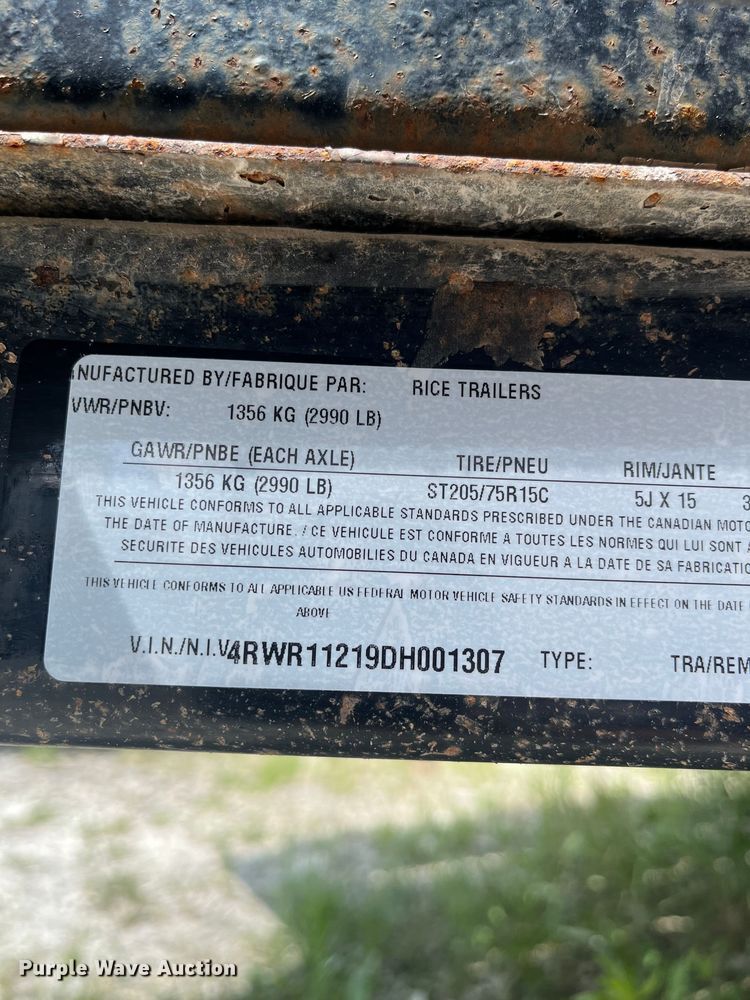 NUFACTURED BY/FABRIQUE PAR: RICE TRAILERS
VWR/PNBV: 1356 KG (2990 LB)
GAWR/PNBE (EACH AXLE) TIRE/PNEU RIM/JANTE
1356 KG (2990 LB) ST205/75R15C 5J X 15 3
THIS VEHICLE CONFORMS TO ALL APPLICABLE STANDARDS PRESCRIBED UNDER THE CANADIAN MOTO
THE DATE OF MANUFACTURE. / CE VEHICULE EST CONFORME A TOUTES LES NORMES QUI LUI SONT A
SECURITE DES VEHICULES AUTOMOBILIES DU CANADA EN VIGUEUR A LA DATE DE SA FABRICATIO
THIS VEHICLE CONFORMS TO ALL APPLICABLE US FEDERAL MOTOR VEHICLE SAFETY STANDARDS IN EFFECT ON THE DATE
ABOVE
V.I.N./N.I.V. 4RWR11219DH001307 TYPE: TRA/REM
Purple Wave Auction